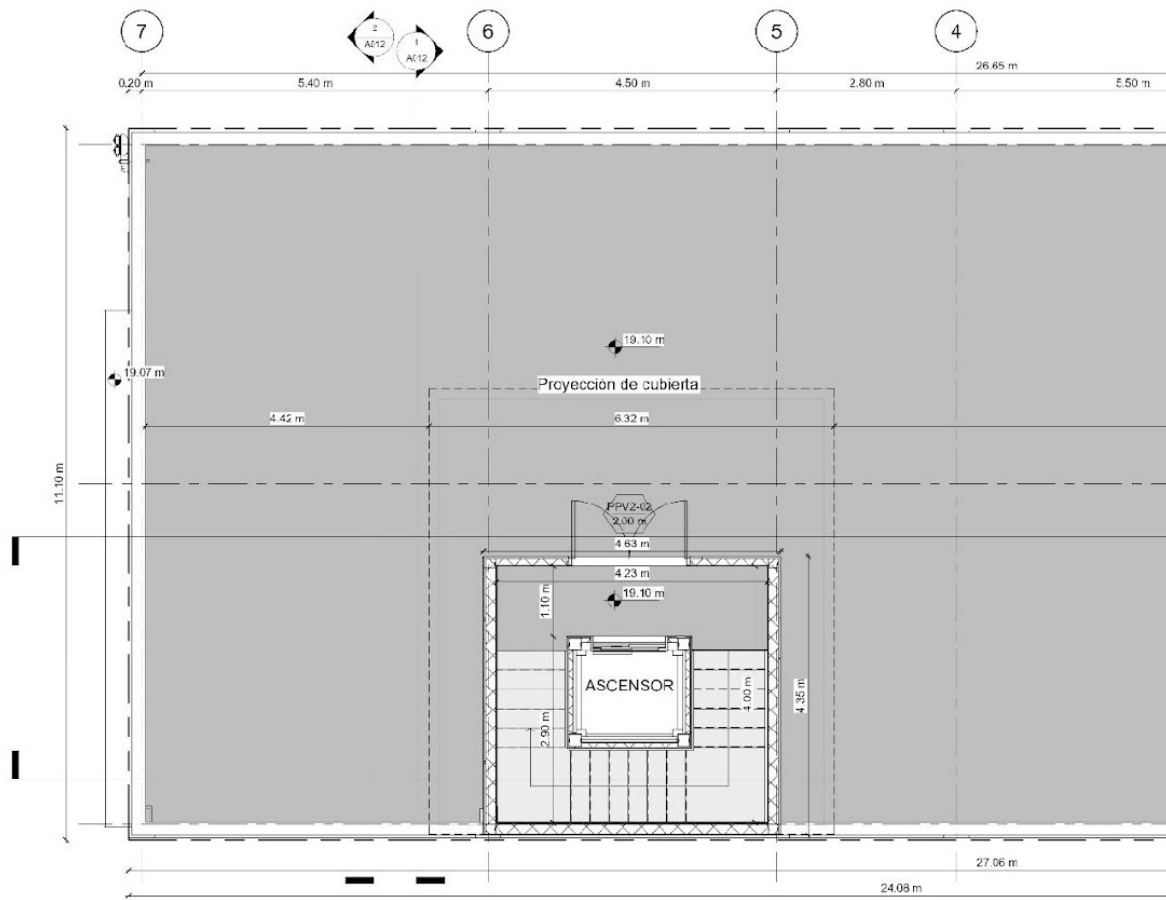 7
2
A012
1
A012
6
5
4
26.65 m
0.20 m
5.40 m
4.50 m
2.80 m
5.50 m
19.10 m
19.07 m
Proyección de cubierta
4.42 m
6.32 m
11.10 m
PPV2-02
2.00 m
4.63 m
4.23 m
1.10 m
19.10 m
ASCENSOR
4.00 m
4.35 m
2.90 m
27.06 m
24.08 m